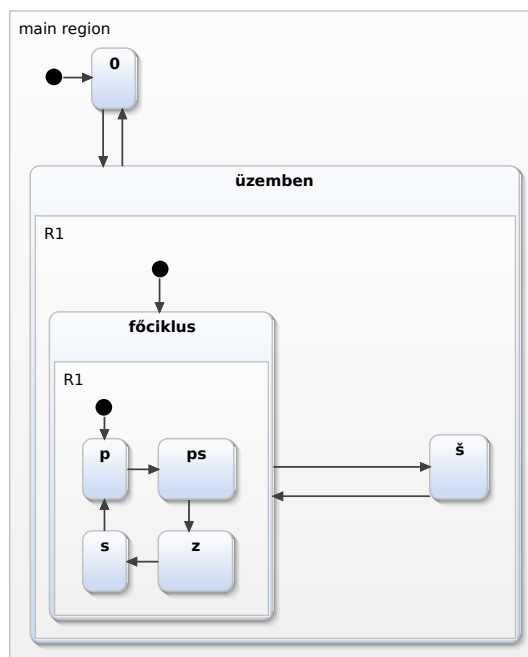 main region
0
üzemben
R1
főciklus
R1
p
ps
š
s
z